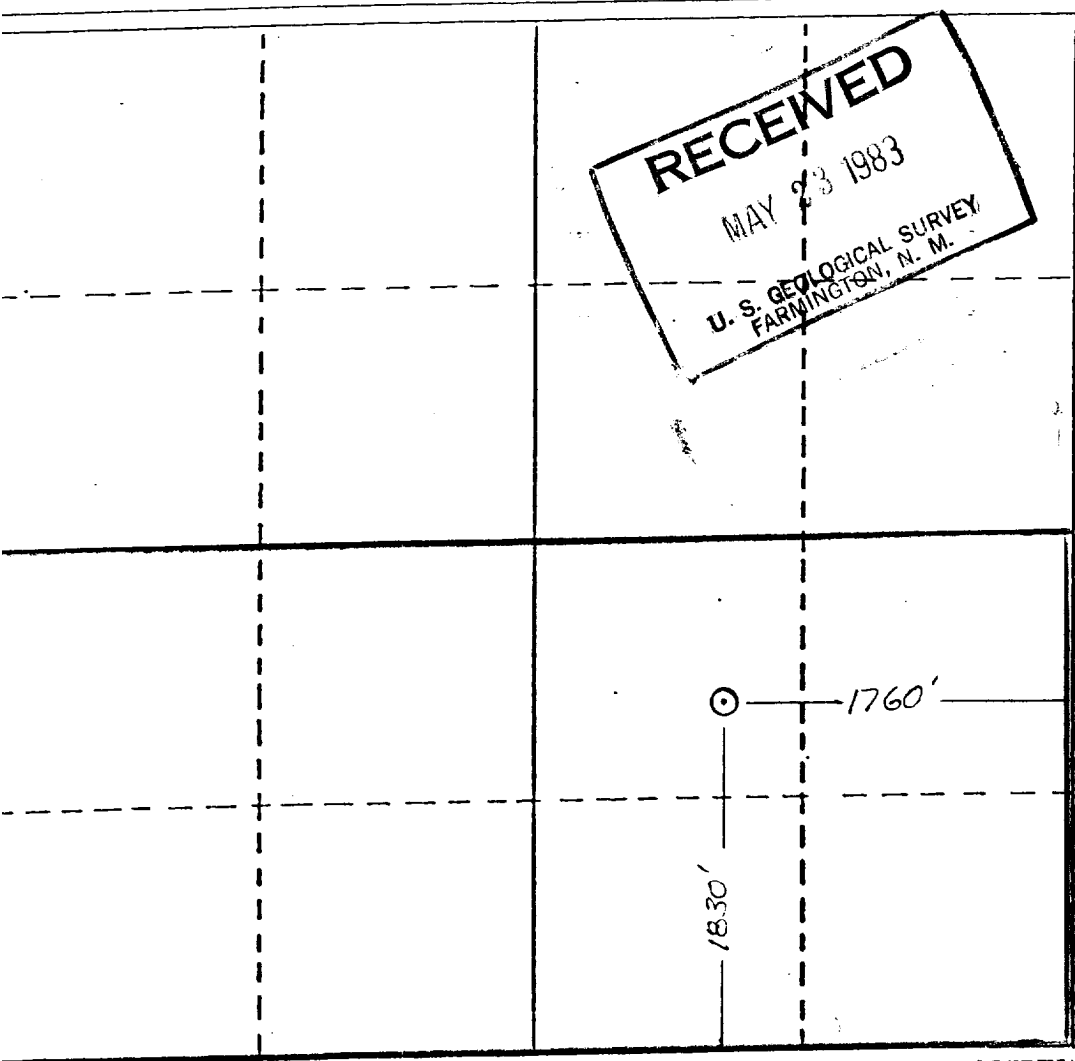 RECEIVED
MAY 23 1983
U. S. GEOLOGICAL SURVEY
FARMINGTON, N. M.
1760'
1830'